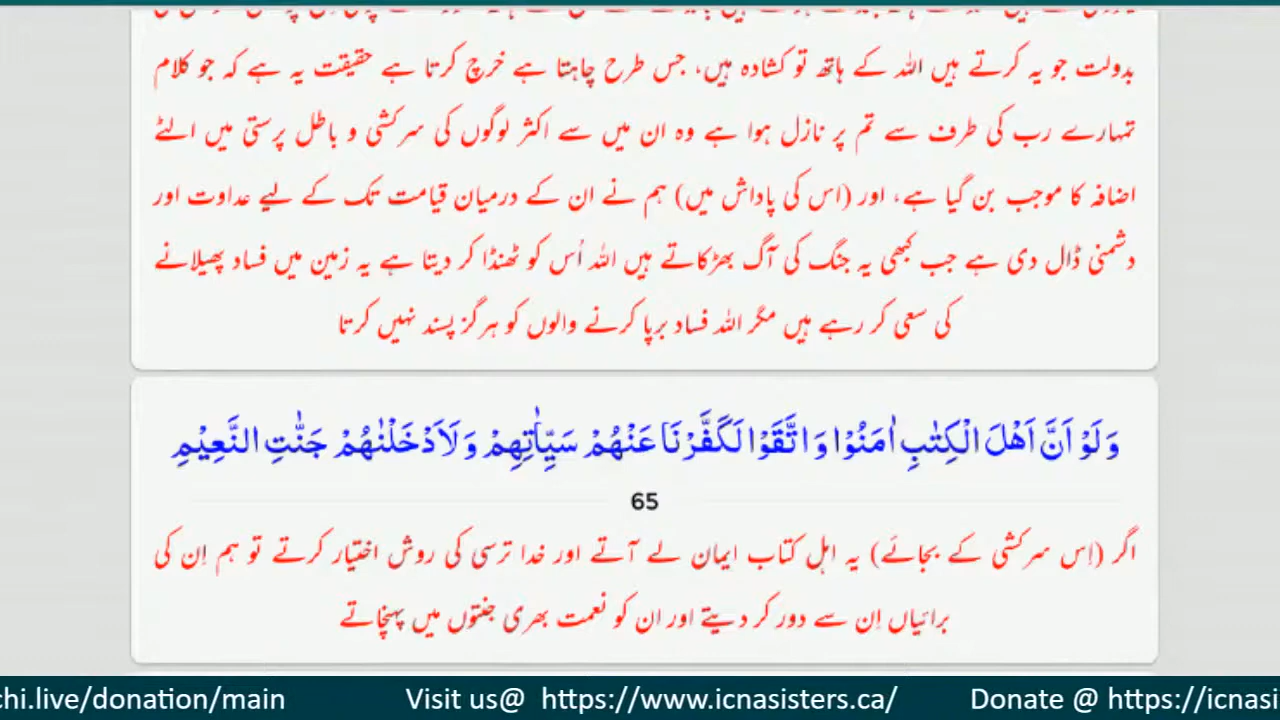 بدولت جو یہ کرتے ہیں اللہ کے ہاتھ تو کشادہ ہیں، جس طرح چاہتا ہے خرچ کرتا ہے حقیقت یہ ہے کہ جو کلام
تمہارے رب کی طرف سے تم پر نازل ہوا ہے وہ ان میں سے اکثر لوگوں کی سرکشی و باطل پرستی میں الٹے
اضافہ کا موجب بن گیا ہے، اور (اس کی پاداش میں) ہم نے ان کے درمیان قیامت تک کے لیے عداوت اور
دشمنی ڈال دی ہے جب کبھی یہ جنگ کی آگ بھڑکاتے ہیں اللہ اُس کو ٹھنڈا کر دیتا ہے یہ زمین میں فساد پھیلانے
کی سعی کر رہے ہیں مگر اللہ فساد برپا کرنے والوں کو ہرگز پسند نہیں کرتا
وَلَوْ اَنَّ اَهْلَ الْكِتٰبِ اٰمَنُوْا وَاتَّقَوْا لَكَفَّرْنَا عَنْهُمْ سَيِّاٰتِهِمْ وَلَاَدْخَلْنٰهُمْ جَنّٰتِ النَّعِيْمِ
65
اگر (اِس سرکشی کے بجائے) یہ اہل کتاب ایمان لے آتے اور خدا ترسی کی روش اختیار کرتے تو ہم اِن کی
برائیاں اِن سے دور کر دیتے اور ان کو نعمت بھری جنتوں میں پہنچاتے
chi.live/donation/main Visit us@ https://www.icnasisters.ca/ Donate @ https://icnasi